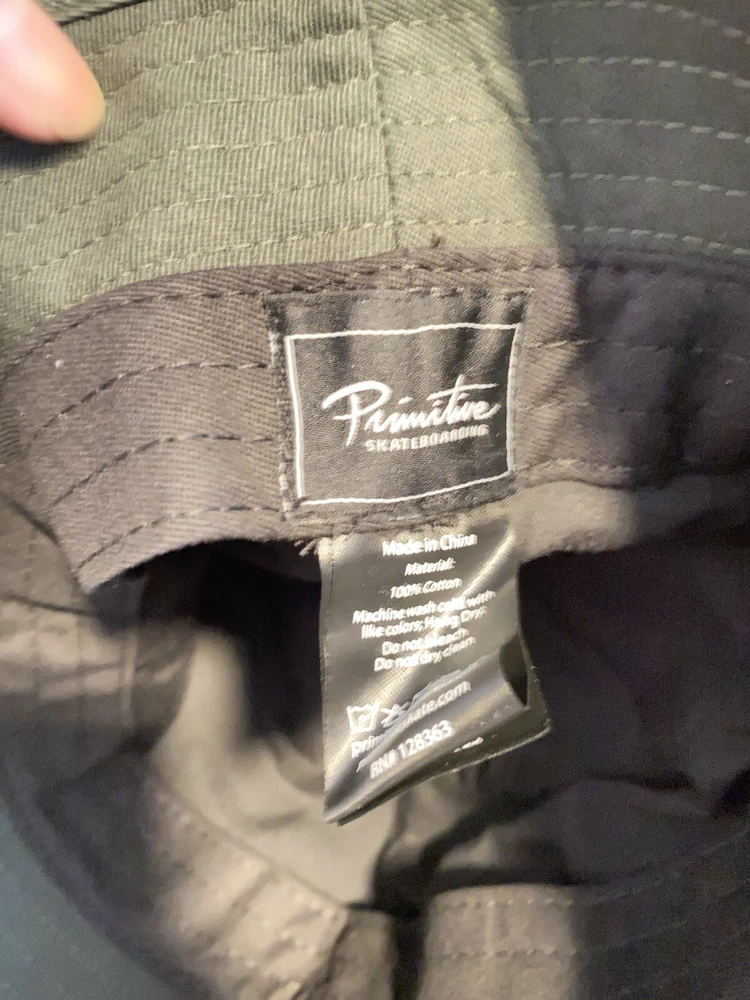 Primitive
SKATEBOARDING
Made in China
Material:
100% Cotton
Machine wash cold with
like colors; Hang Dry;
Do not bleach
Do not dry clean
RN# 128363